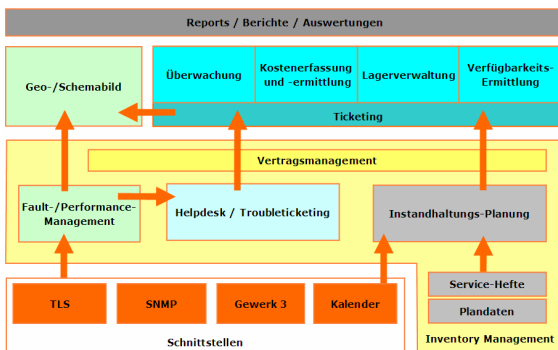 Reports / Berichte / Auswertungen
Geo-/Schemabild
Überwachung
Kostenerfassung
und -ermittlung
Lagerverwaltung
Verfügbarkeits-
Ermittlung
Ticketing
Vertragsmanagement
Fault-/Performance-
Management
Helpdesk / Troubleticketing
Instandhaltungs-Planung
Service-Hefte
Plandaten
TLS
SNMP
Gewerk 3
Kalender
Schnittstellen
Inventory Management